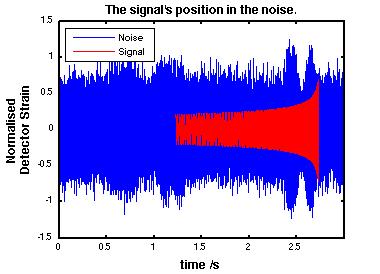 The signal's position in the noise.
Noise
Signal
Normalised
Detector Strain
1.5
1
0.5
0
-0.5
-1
-1.5
0 0.5 1 1.5 2 2.5
time /s